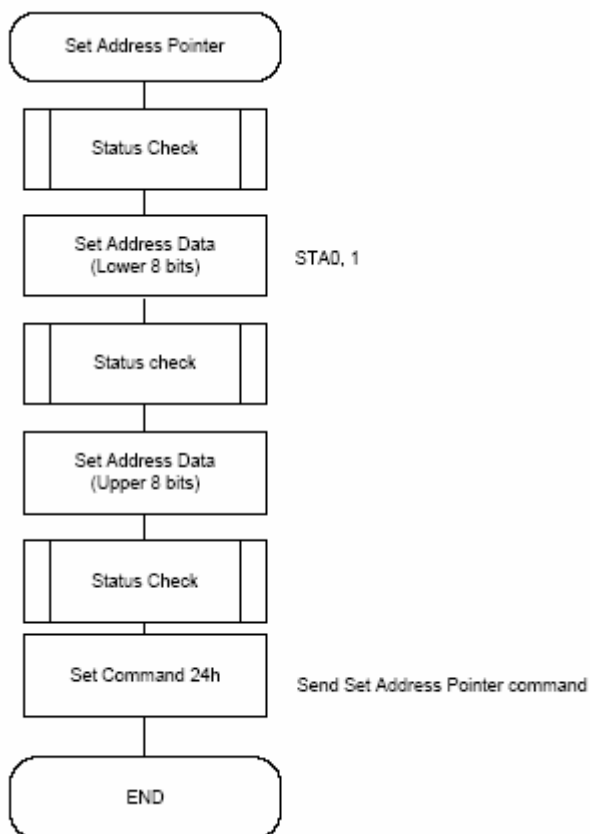 Set Address Pointer
Status Check
Set Address Data
(Lower 8 bits)
STA0, 1
Status check
Set Address Data
(Upper 8 bits)
Status Check
Set Command 24h
Send Set Address Pointer command
END